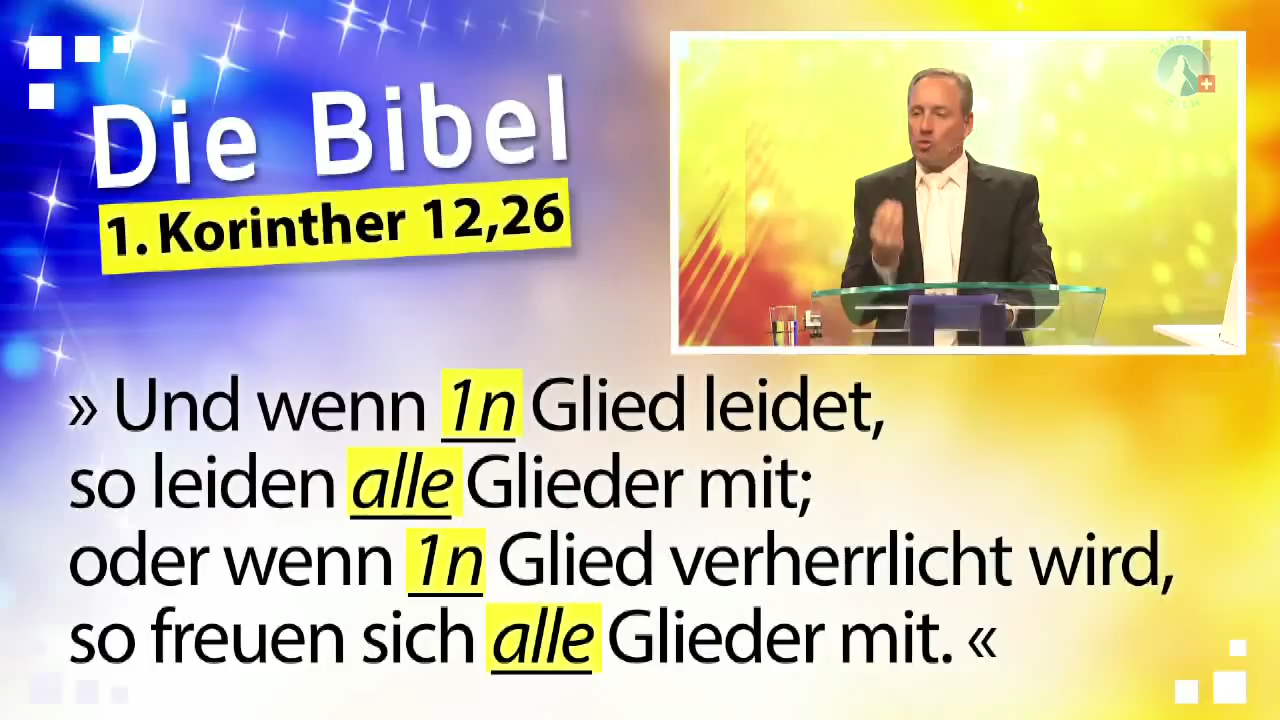 Die Bibel
1. Korinther 12,26
» Und wenn 1n Glied leidet,
so leiden alle Glieder mit;
oder wenn 1n Glied verherrlicht wird,
so freuen sich alle Glieder mit. «
FILM